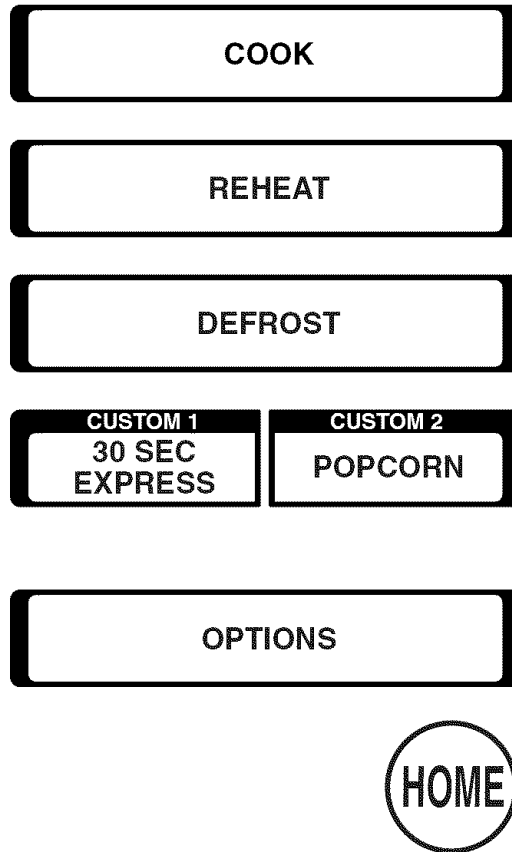 COOK
REHEAT
DEFROST
CUSTOM 1
30 SEC
EXPRESS
CUSTOM 2
POPCORN
OPTIONS
HOME